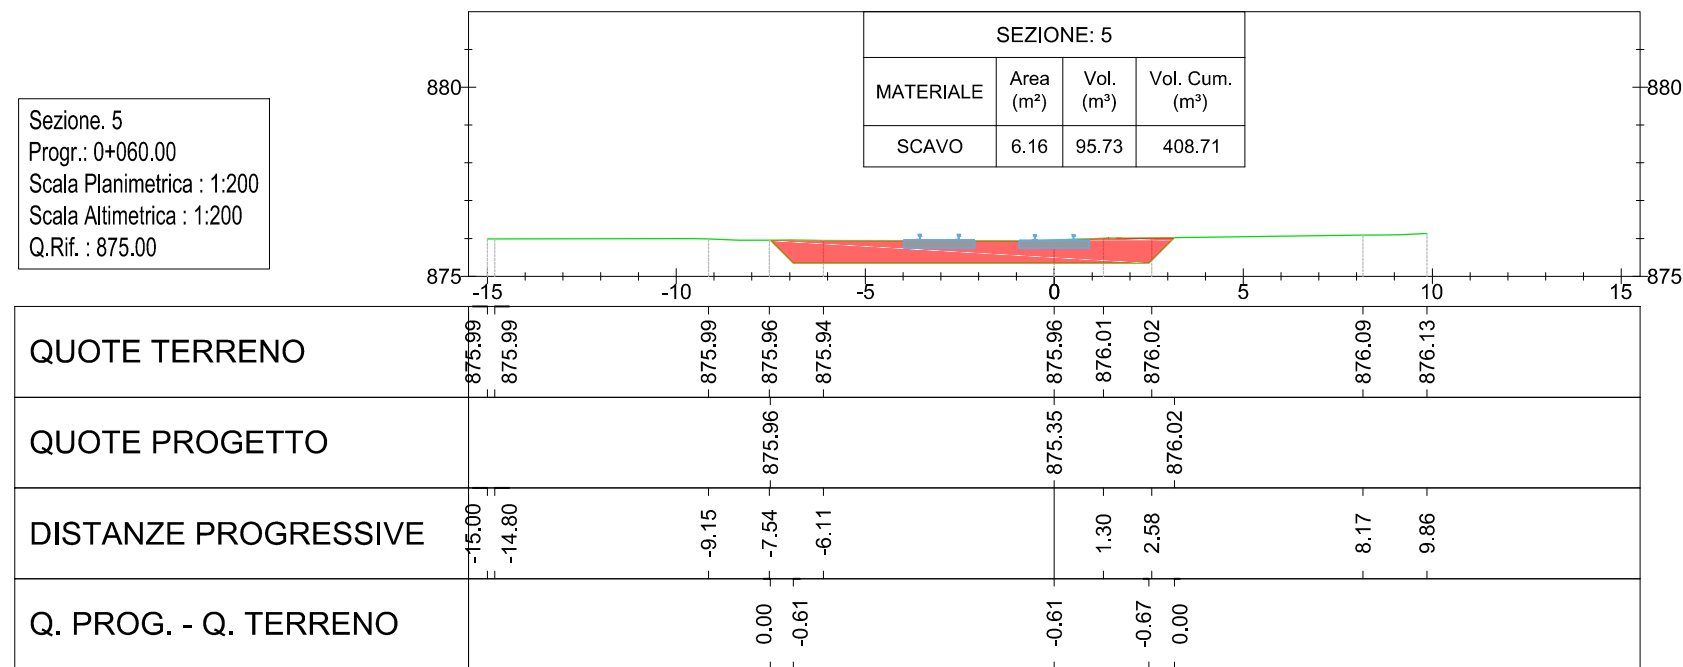 Sezione. 5
Progr.: 0+060.00
Scala Planimetrica : 1:200
Scala Altimetrica : 1:200
Q.Rif. : 875.00
SEZIONE: 5
MATERIALE Area (m²) Vol. (m³) Vol. Cum. (m³)
SCAVO 6.16 95.73 408.71
880 880
875 875
-15 -10 -5 0 5 10 15
QUOTE TERRENO 875.99 875.99 875.99 875.96 875.94 875.96 876.01 876.02 876.09 876.13
QUOTE PROGETTO 875.96 875.35 876.02
DISTANZE PROGRESSIVE -15.00 -14.80 -9.15 -7.54 -6.11 1.30 2.58 8.17 9.86
Q. PROG. - Q. TERRENO 0.00 -0.61 -0.61 -0.67 0.00